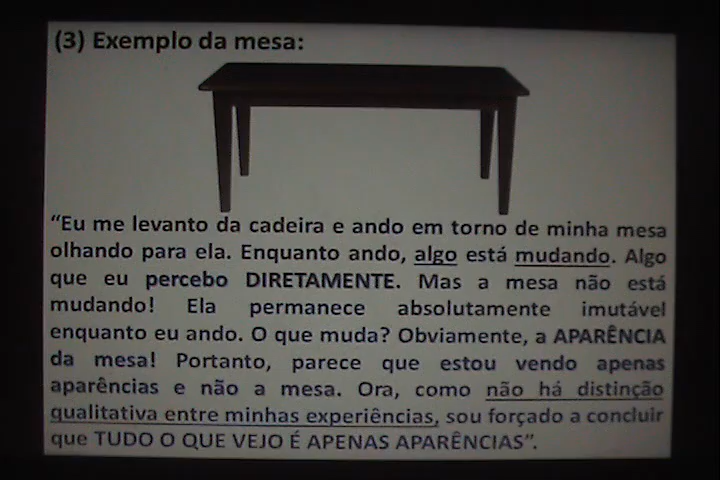 (3) Exemplo da mesa:
“Eu me levanto da cadeira e ando em torno de minha mesa
olhando para ela. Enquanto ando, algo está mudando. Algo
que eu percebo DIRETAMENTE. Mas a mesa não está
mudando! Ela permanece absolutamente imutável
enquanto eu ando. O que muda? Obviamente, a APARÊNCIA
da mesa! Portanto, parece que estou vendo apenas
aparências e não a mesa. Ora, como não há distinção
qualitativa entre minhas experiências, sou forçado a concluir
que TUDO O QUE VEJO É APENAS APARÊNCIAS”.